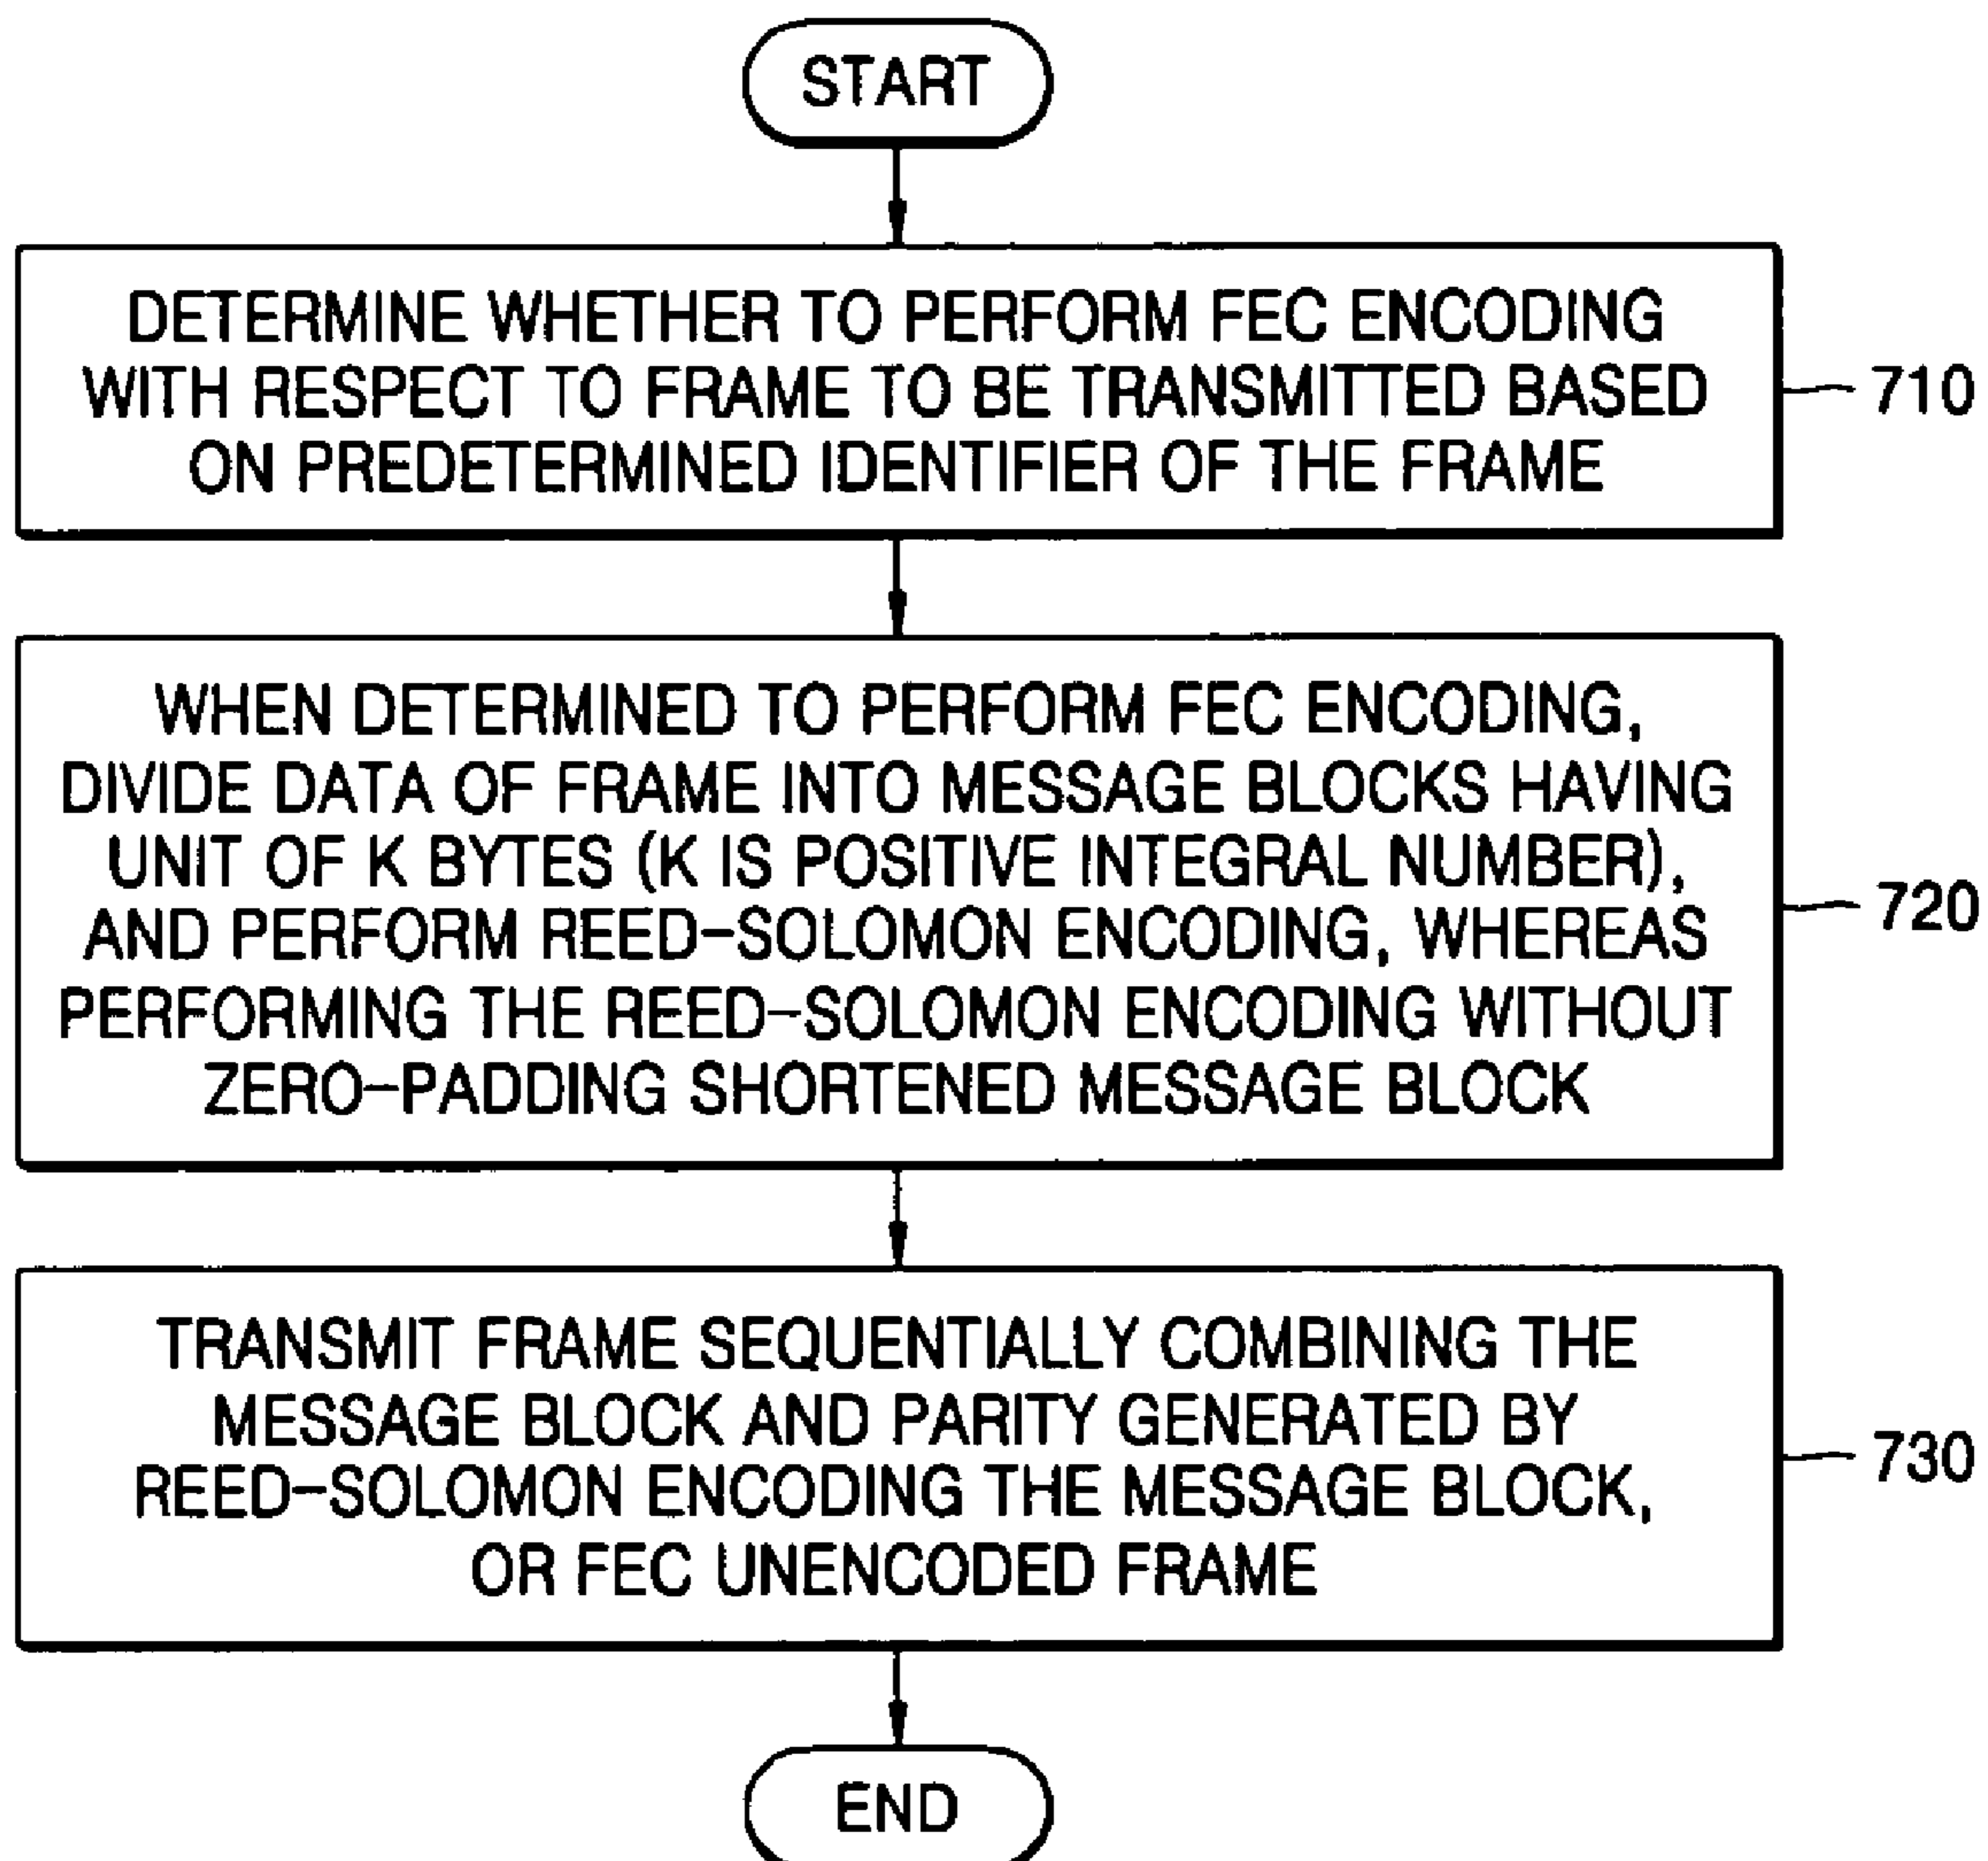 START
DETERMINE WHETHER TO PERFORM FEC ENCODING
WITH RESPECT TO FRAME TO BE TRANSMITTED BASED
ON PREDETERMINED IDENTIFIER OF THE FRAME
710
WHEN DETERMINED TO PERFORM FEC ENCODING,
DIVIDE DATA OF FRAME INTO MESSAGE BLOCKS HAVING
UNIT OF K BYTES (K IS POSITIVE INTEGRAL NUMBER),
AND PERFORM REED-SOLOMON ENCODING, WHEREAS
PERFORMING THE REED-SOLOMON ENCODING WITHOUT
ZERO-PADDING SHORTENED MESSAGE BLOCK
720
TRANSMIT FRAME SEQUENTIALLY COMBINING THE
MESSAGE BLOCK AND PARITY GENERATED BY
REED-SOLOMON ENCODING THE MESSAGE BLOCK,
OR FEC UNENCODED FRAME
730
END